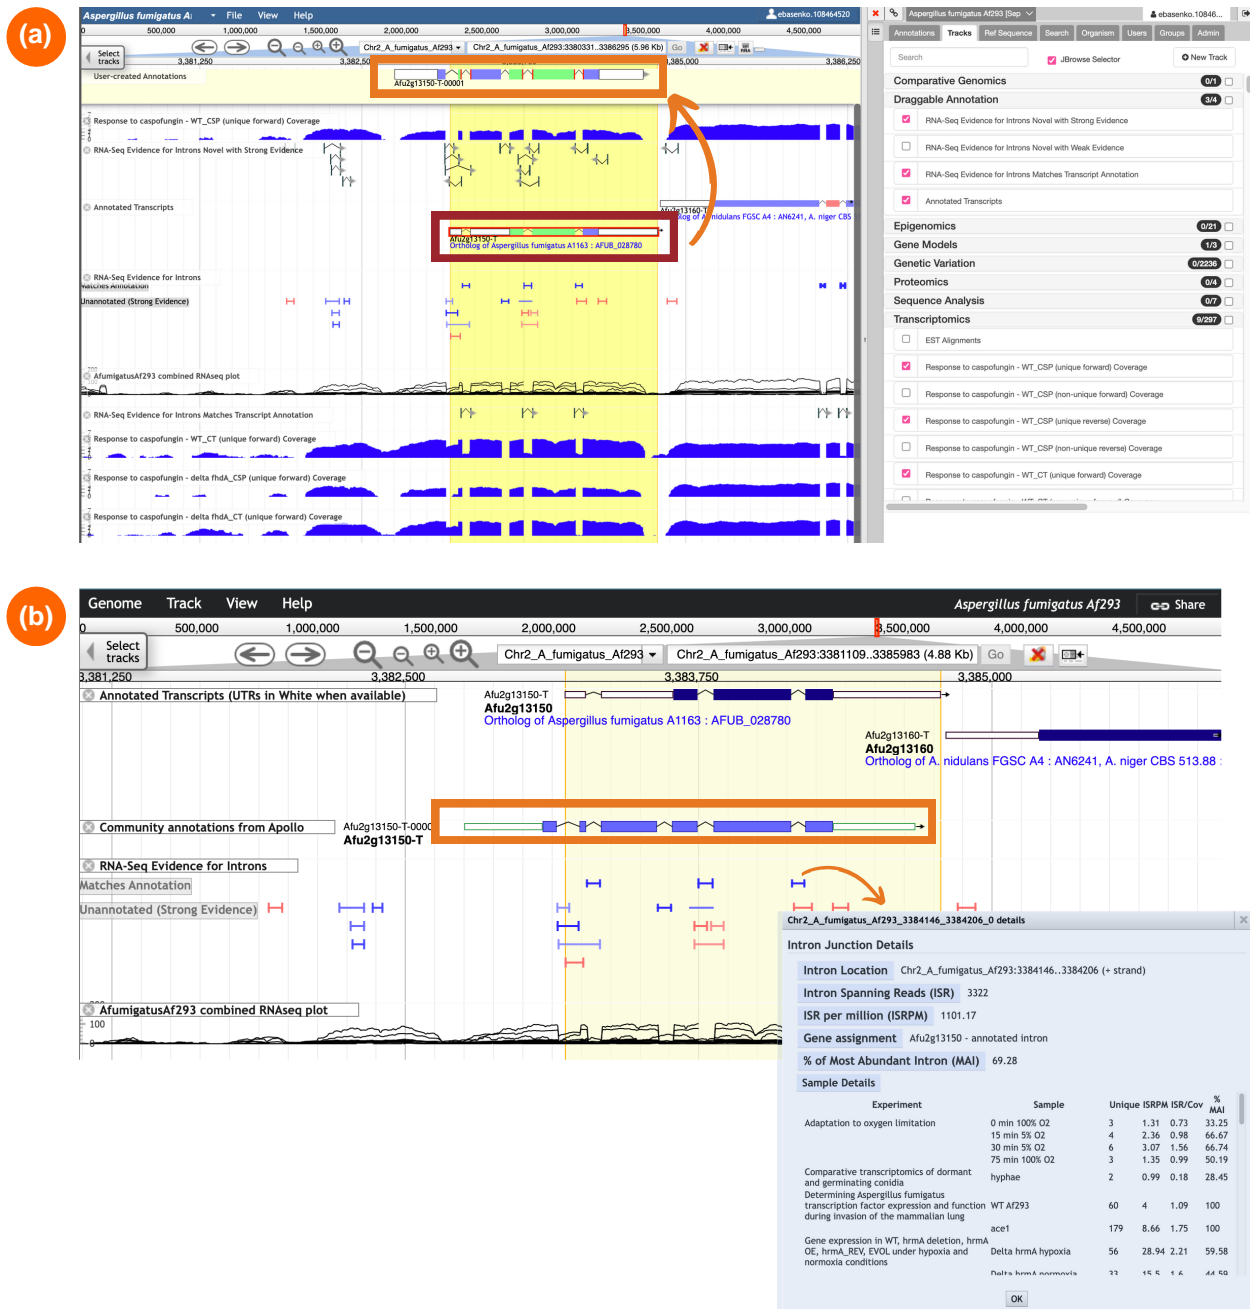 (a)
Aspergillus fumigatus A
File View Help
ebasenko.108464520
0 500,000 1,000,000 1,500,000 2,000,000 2,500,000 3,000,000 3,500,000 4,000,000 4,500,000
Select tracks
Chr2_A_fumigatus_Af293
Chr2_A_fumigatus_Af293:3380331..3386295 (5.96 Kb)
Go
3,381,250 3,382,500 3,385,000 3,386,250
User-created Annotations
Afu2g13150-T-00001
Response to caspofungin - WT_CSP (unique forward) Coverage
RNA-Seq Evidence for Introns Novel with Strong Evidence
Annotated Transcripts
Afu2g13160-T
log of A. nidulans FGSC A4 : AN6241, A. niger CBS
Afu2g13150-T
Ortholog of Aspergillus fumigatus A1163 : AFUB_028780
RNA-Seq Evidence for Introns
Matches Annotation
Unannotated (Strong Evidence)
AfumigatusAf293 combined RNAseq plot
RNA-Seq Evidence for Introns Matches Transcript Annotation
Response to caspofungin - WT_CT (unique forward) Coverage
Response to caspofungin - delta fhdA_CSP (unique forward) Coverage
Response to caspofungin - delta fhdA_CT (unique forward) Coverage
Aspergillus fumigatus Af293 [Sep
ebasenko.10846...
Annotations Tracks Ref Sequence Search Organism Users Groups Admin
Search
JBrowse Selector
New Track
Comparative Genomics 0/1
Draggable Annotation 3/4
RNA-Seq Evidence for Introns Novel with Strong Evidence
RNA-Seq Evidence for Introns Novel with Weak Evidence
RNA-Seq Evidence for Introns Matches Transcript Annotation
Annotated Transcripts
Epigenomics 0/21
Gene Models 1/3
Genetic Variation 0/2236
Proteomics 0/4
Sequence Analysis 0/7
Transcriptomics 9/297
EST Alignments
Response to caspofungin - WT_CSP (unique forward) Coverage
Response to caspofungin - WT_CSP (non-unique forward) Coverage
Response to caspofungin - WT_CSP (unique reverse) Coverage
Response to caspofungin - WT_CSP (non-unique reverse) Coverage
Response to caspofungin - WT_CT (unique forward) Coverage
(b)
Genome Track View Help
Aspergillus fumigatus Af293
Share
0 500,000 1,000,000 1,500,000 2,000,000 2,500,000 3,000,000 3,500,000 4,000,000 4,500,000
Select tracks
Chr2_A_fumigatus_Af293
Chr2_A_fumigatus_Af293:3381109..3385983 (4.88 Kb)
Go
3,381,250 3,382,500 3,383,750 3,385,000
Annotated Transcripts (UTRs in White when available)
Afu2g13150-T
Afu2g13150
Ortholog of Aspergillus fumigatus A1163 : AFUB_028780
Afu2g13160-T
Afu2g13160
Ortholog of A. nidulans FGSC A4 : AN6241, A. niger CBS 513.88 :
Community annotations from Apollo
Afu2g13150-T-000
Afu2g13150-T
RNA-Seq Evidence for Introns
Matches Annotation
Unannotated (Strong Evidence)
AfumigatusAf293 combined RNAseq plot
100
0
Chr2_A_fumigatus_Af293_3384146_3384206_0 details
Intron Junction Details
Intron Location Chr2_A_fumigatus_Af293:3384146..3384206 (+ strand)
Intron Spanning Reads (ISR) 3322
ISR per million (ISRPM) 1101.17
Gene assignment Afu2g13150 - annotated intron
% of Most Abundant Intron (MAI) 69.28
Sample Details
Experiment Sample Unique ISRPM ISR/Cov % MAI
Adaptation to oxygen limitation 0 min 100% O2 3 1.31 0.73 33.25
15 min 5% O2 4 2.36 0.98 66.67
30 min 5% O2 6 3.07 1.56 66.74
75 min 100% O2 3 1.35 0.99 50.19
Comparative transcriptomics of dormant
and germinating conidia hyphae 2 0.99 0.18 28.45
Determining Aspergillus fumigatus
transcription factor expression and function WT Af293 60 4 1.09 100
during invasion of the mammalian lung
ace1 179 8.66 1.75 100
Gene expression in WT, hrmA deletion, hrmA
OE, hrmA_REV, EVOL under hypoxia and Delta hrmA hypoxia 56 28.94 2.21 59.58
normoxia conditions
Delta hrmA normoxia 33 15.5 1.6 44.59
OK